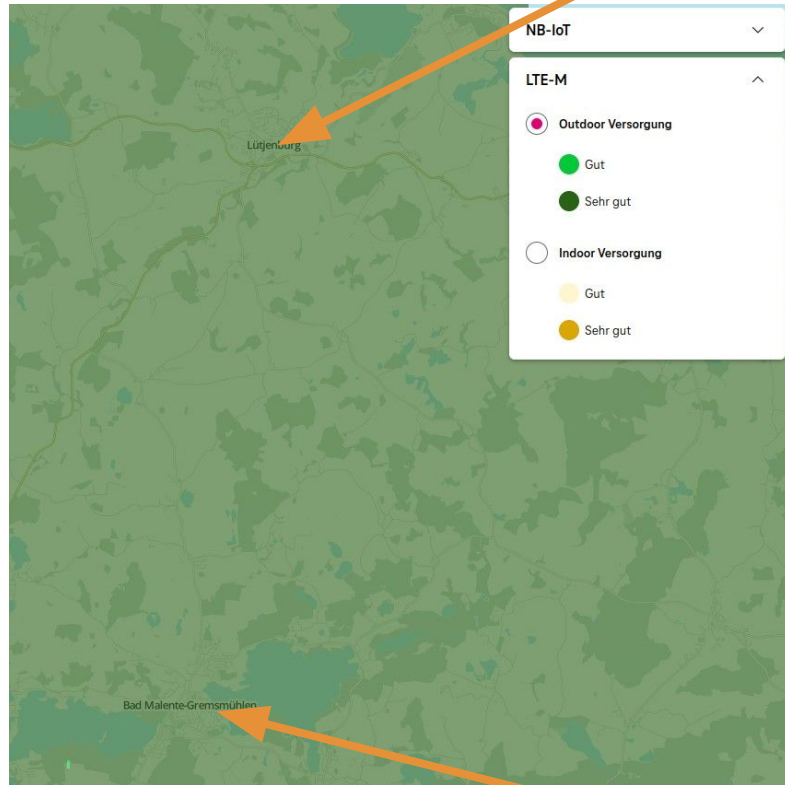 NB-IoT
LTE-M
Outdoor Versorgung
Gut
Sehr gut
Indoor Versorgung
Gut
Sehr gut
Lütjenburg
Bad Malente-Gremsmühlen